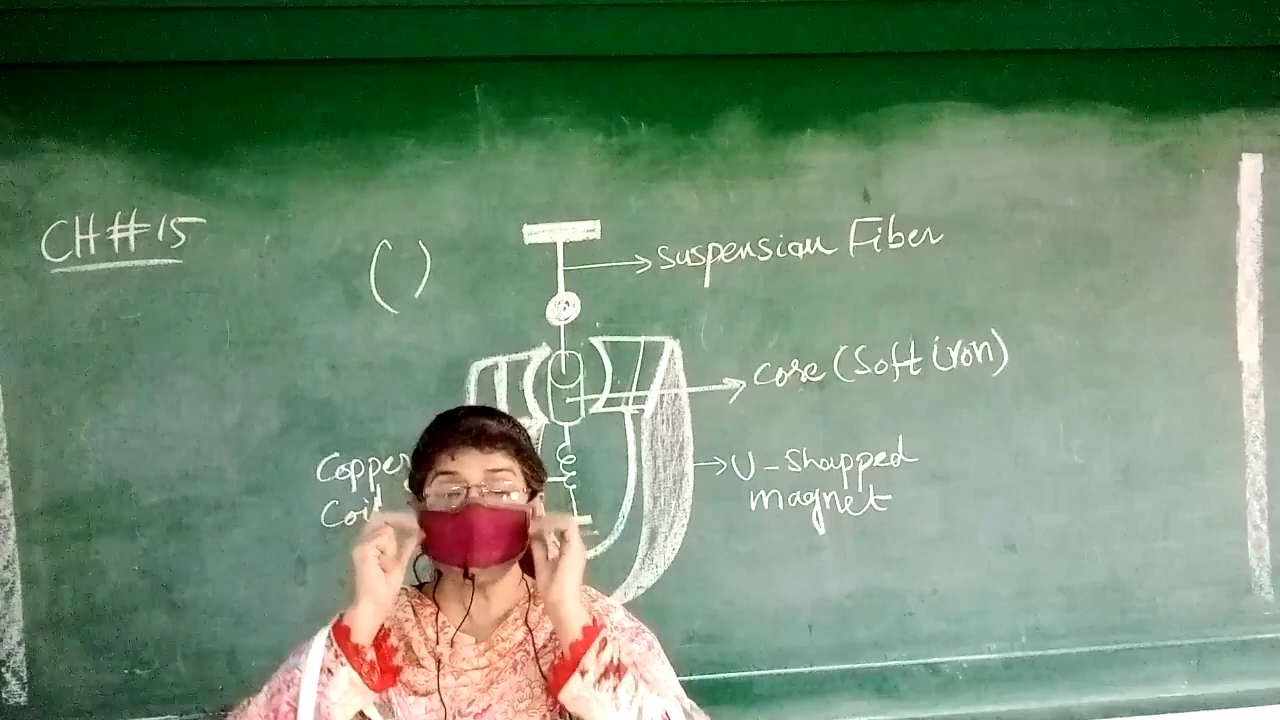 CH#15
( )
suspension Fiber
core (Soft iron)
Copper
Coil
U-shapped
magnet